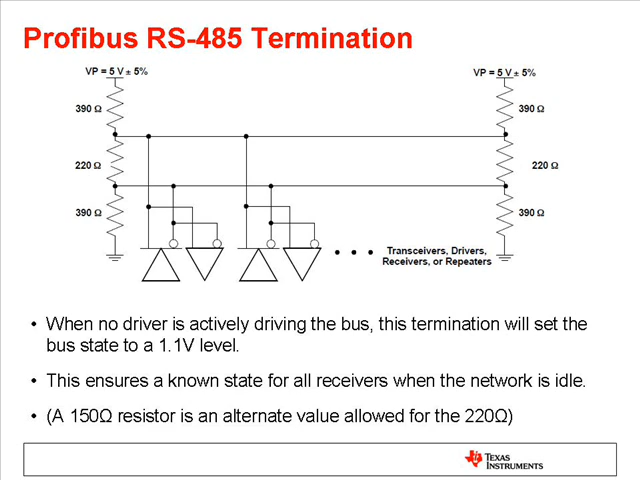 Profibus RS-485 Termination
VP = 5 V ± 5%
VP = 5 V ± 5%
390 Ω
390 Ω
220 Ω
220 Ω
390 Ω
390 Ω
• • • Transceivers, Drivers,
Receivers, or Repeaters
• When no driver is actively driving the bus, this termination will set the
bus state to a 1.1V level.
• This ensures a known state for all receivers when the network is idle.
• (A 150Ω resistor is an alternate value allowed for the 220Ω)
TEXAS
INSTRUMENTS